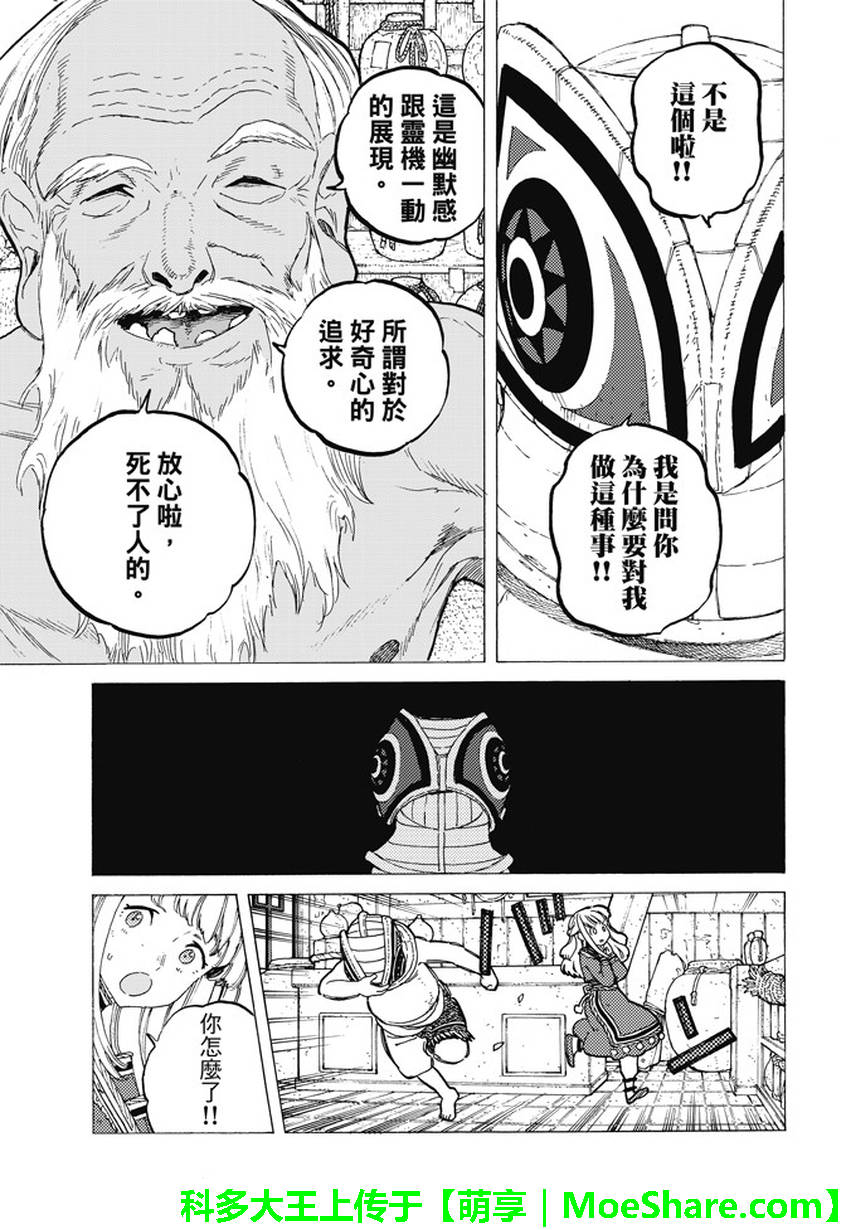 不是
這個啦!!
我是問你
為什麼要對我
做這種事!!
這是幽默感
跟靈機一動
的展現。
所謂對於
好奇心的
追求。
放心啦，
死不了人的。
你怎麼了!!
科多大王上传于【萌享｜MoeShare.com】